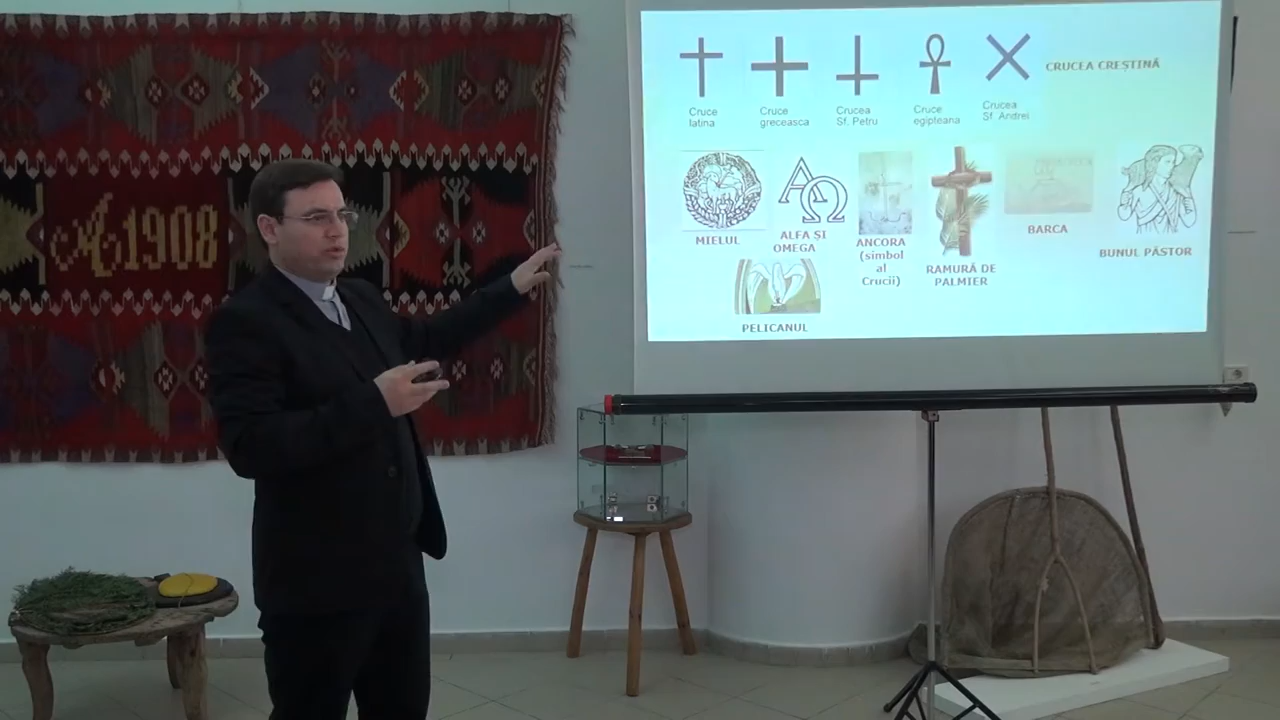 CRUCEA CREȘTINĂ
Cruce
latina
Cruce
greceasca
Crucea
Sf. Petru
Cruce
egipteana
Crucea
Sf. Andrei
MIELUL
ALFA ȘI
OMEGA
ANCORA
(simbol
al
Crucii)
RAMURĂ DE
PALMIER
BARCA
BUNUL PĂSTOR
PELICANUL
1908